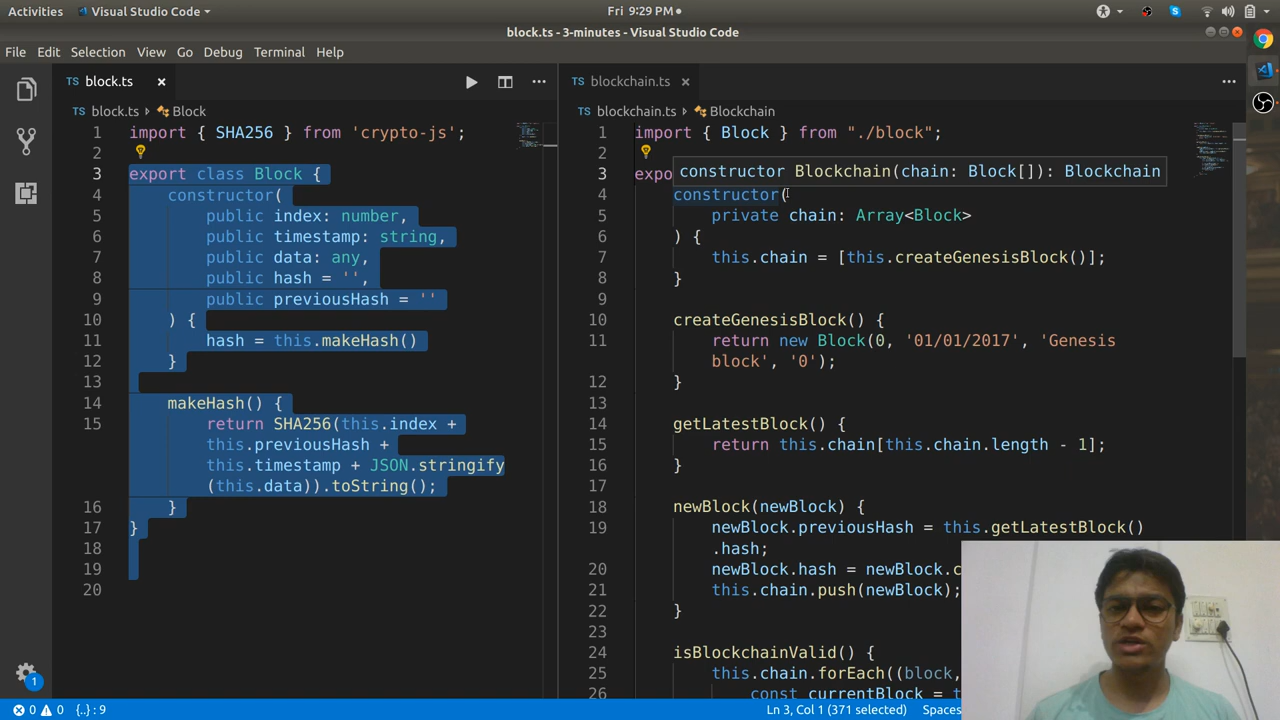 Activities
Visual Studio Code
Fri 9:29 PM
block.ts - 3-minutes - Visual Studio Code
File Edit Selection View Go Debug Terminal Help
TS block.ts
TS block.ts Block
1 import { SHA256 } from 'crypto-js';
2
3 export class Block {
4 constructor(
5 public index: number,
6 public timestamp: string,
7 public data: any,
8 public hash = '',
9 public previousHash = ''
10 ) {
11 hash = this.makeHash()
12 }
13
14 makeHash() {
15 return SHA256(this.index +
this.previousHash +
this.timestamp + JSON.stringify
(this.data)).toString();
16 }
17 }
18
19
20
TS blockchain.ts
TS blockchain.ts Blockchain
1 import { Block } from "./block";
2
3 expo
constructor Blockchain(chain: Block[]): Blockchain
4 constructor(
5 private chain: Array<Block>
6 ) {
7 this.chain = [this.createGenesisBlock()];
8 }
9
10 createGenesisBlock() {
11 return new Block(0, '01/01/2017', 'Genesis
block', '0');
12 }
13
14 getLatestBlock() {
15 return this.chain[this.chain.length - 1];
16 }
17
18 newBlock(newBlock) {
19 newBlock.previousHash = this.getLatestBlock()
.hash;
20 newBlock.hash = newBlock.c
21 this.chain.push(newBlock);
22 }
23
24 isBlockchainValid() {
25 this.chain.forEach((block,
26 const currentBlock = t
1
0 0 {..}: 9
Ln 3, Col 1 (371 selected) Spaces